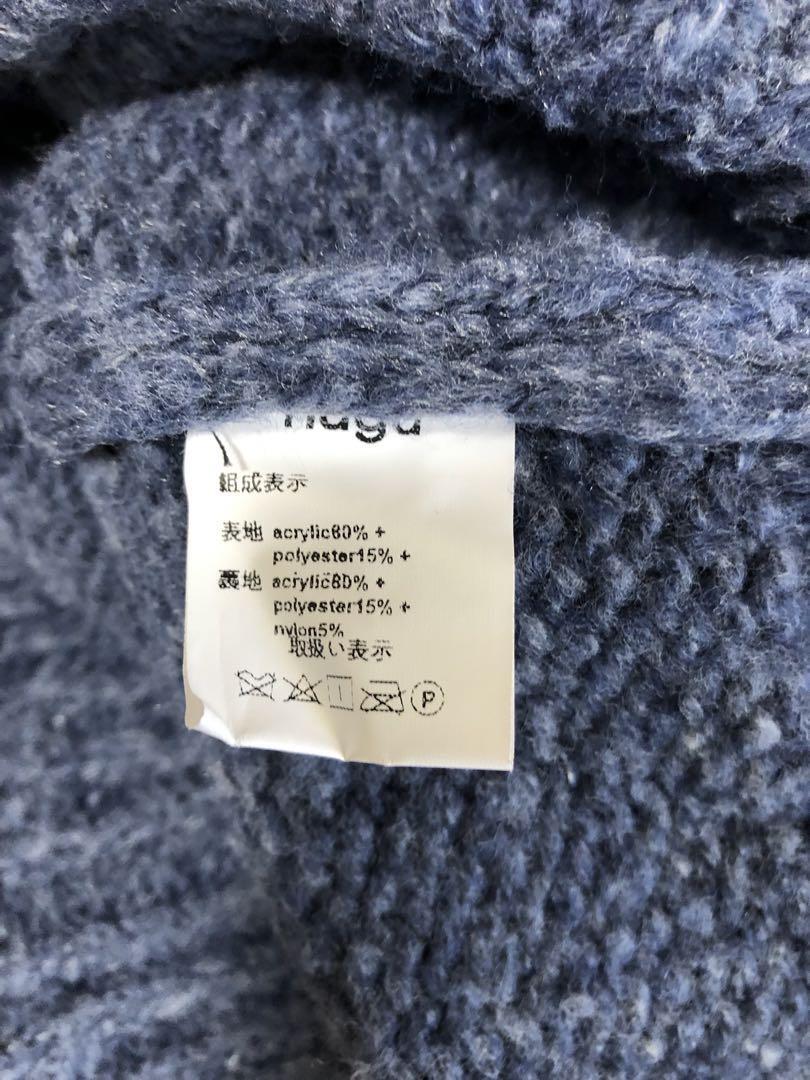 組成表示
表地 acrylic80% +
polyester15% +
裏地 acrylic80% +
polyester15% +
nylon5%
取扱い表示
P